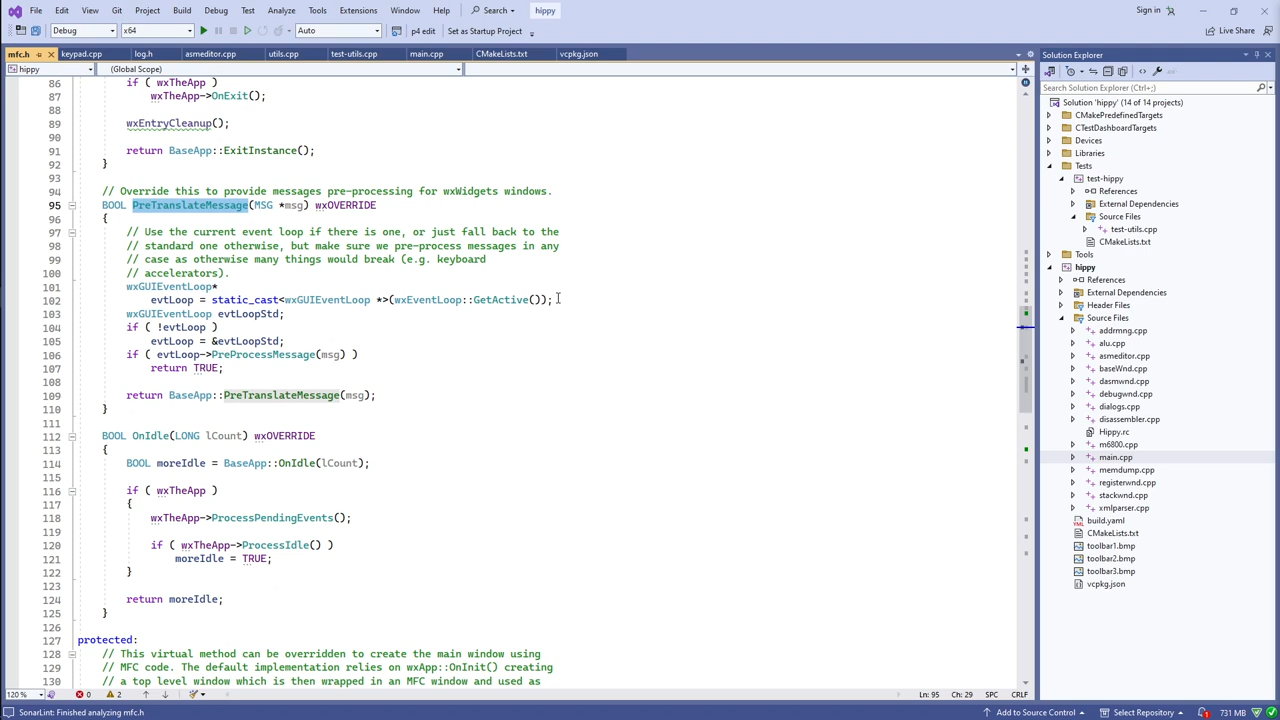 File Edit View Git Project Build Debug Test Analyze Tools Extensions Window Help Search hippy Sign in
Debug x64 Auto p4 edit Set as Startup Project Live Share
mfc.h keypad.cpp log.h asmeditor.cpp utils.cpp test-utils.cpp main.cpp CMakeLists.txt vcpkg.json
hippy (Global Scope)
86 if ( wxTheApp )
87 wxTheApp->OnExit();
88
89 wxEntryCleanup();
90
91 return BaseApp::ExitInstance();
92 }
93
94 // Override this to provide messages pre-processing for wxWidgets windows.
95 BOOL PreTranslateMessage(MSG *msg) wxOVERRIDE
96 {
97 // Use the current event loop if there is one, or just fall back to the
98 // standard one otherwise, but make sure we pre-process messages in any
99 // case as otherwise many things would break (e.g. keyboard
100 // accelerators).
101 wxGUIEventLoop*
102 evtLoop = static_cast<wxGUIEventLoop *>(wxEventLoop::GetActive());
103 wxGUIEventLoop evtLoopStd;
104 if ( !evtLoop )
105 evtLoop = &evtLoopStd;
106 if ( evtLoop->PreProcessMessage(msg) )
107 return TRUE;
108
109 return BaseApp::PreTranslateMessage(msg);
110 }
111
112 BOOL OnIdle(LONG lCount) wxOVERRIDE
113 {
114 BOOL moreIdle = BaseApp::OnIdle(lCount);
115
116 if ( wxTheApp )
117 {
118 wxTheApp->ProcessPendingEvents();
119
120 if ( wxTheApp->ProcessIdle() )
121 moreIdle = TRUE;
122 }
123
124 return moreIdle;
125 }
126
127 protected:
128 // This virtual method can be overridden to create the main window using
129 // MFC code. The default implementation relies on wxApp::OnInit() creating
130 // a top level window which is then wrapped in an MFC window and used as
120 % 0 2 Ln: 95 Ch: 29 SPC CRLF
SonarLint: Finished analyzing mfc.h Add to Source Control Select Repository 1 731 MB
Solution Explorer
Search Solution Explorer (Ctrl+;)
Solution 'hippy' (14 of 14 projects)
CMakePredefinedTargets
CTestDashboardTargets
Devices
Libraries
Tests
test-hippy
References
External Dependencies
Source Files
test-utils.cpp
CMakeLists.txt
Tools
hippy
References
External Dependencies
Header Files
Source Files
addrmng.cpp
alu.cpp
asmeditor.cpp
baseWnd.cpp
dasmwnd.cpp
debugwnd.cpp
dialogs.cpp
disassembler.cpp
Hippy.rc
m6800.cpp
main.cpp
memdump.cpp
registerwnd.cpp
stackwnd.cpp
xmlparser.cpp
build.yaml
CMakeLists.txt
toolbar1.bmp
toolbar2.bmp
toolbar3.bmp
vcpkg.json